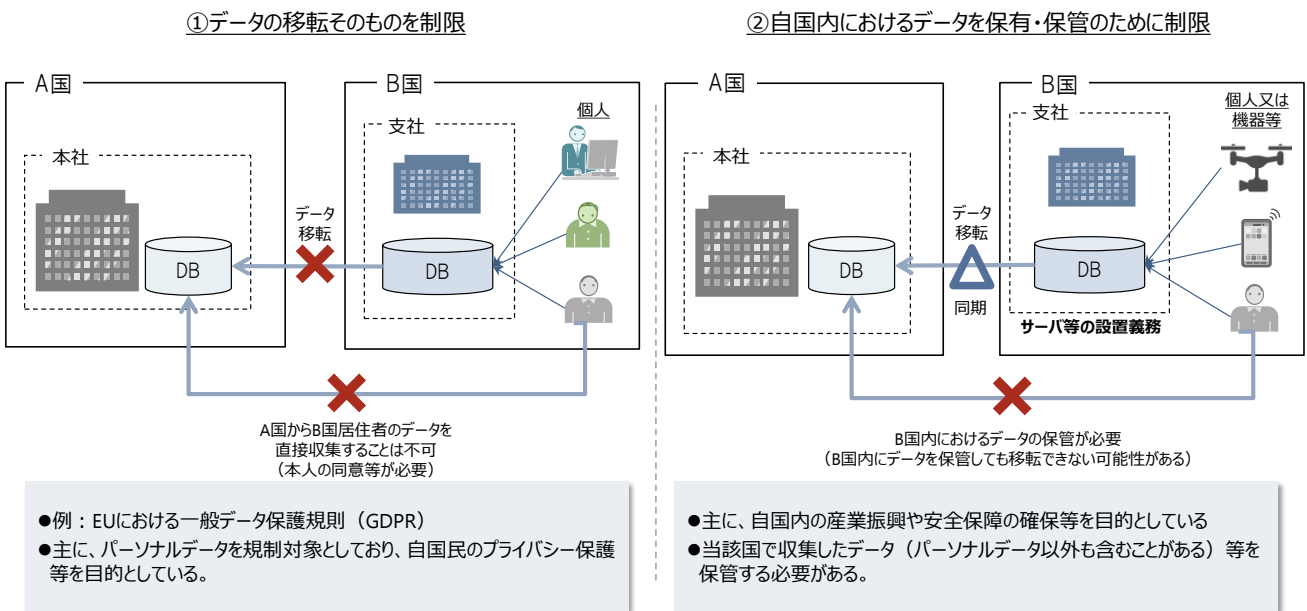 ①データの移転そのものを制限
A国
本社
DB
データ
移転
B国
支社
DB
個人
A国からB国居住者のデータを
直接収集することは不可
（本人の同意等が必要）
●例：EUにおける一般データ保護規則（GDPR）
●主に、パーソナルデータを規制対象としており、自国民のプライバシー保護
等を目的としている。
②自国内におけるデータを保有・保管のために制限
A国
本社
DB
データ
移転
同期
B国
支社
DB
サーバ等の設置義務
個人又は
機器等
B国内におけるデータの保管が必要
（B国内にデータを保管しても移転できない可能性がある）
●主に、自国内の産業振興や安全保障の確保等を目的としている
●当該国で収集したデータ（パーソナルデータ以外も含むことがある）等を
保管する必要がある。